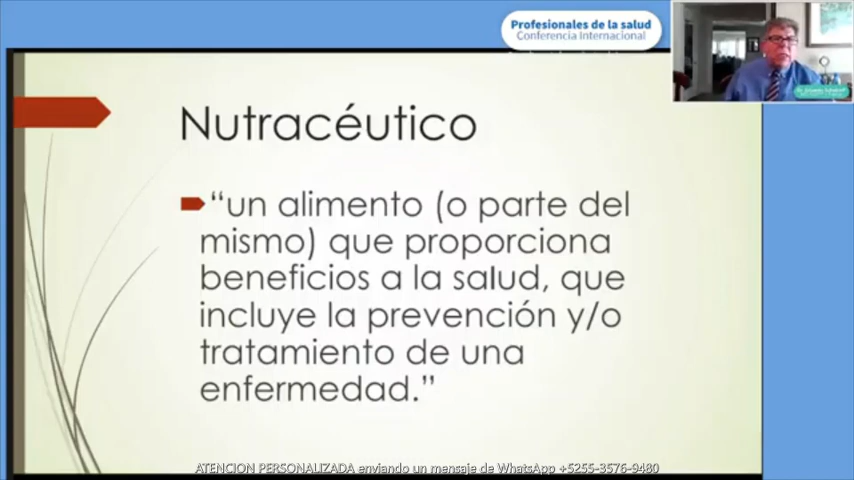 Profesionales de la salud
Conferencia Internacional
Nutracéutico
“un alimento (o parte del
mismo) que proporciona
beneficios a la salud, que
incluye la prevención y/o
tratamiento de una
enfermedad.”
ATENCION PERSONALIZADA enviando un mensaje de WhatsApp +5255-3576-9480